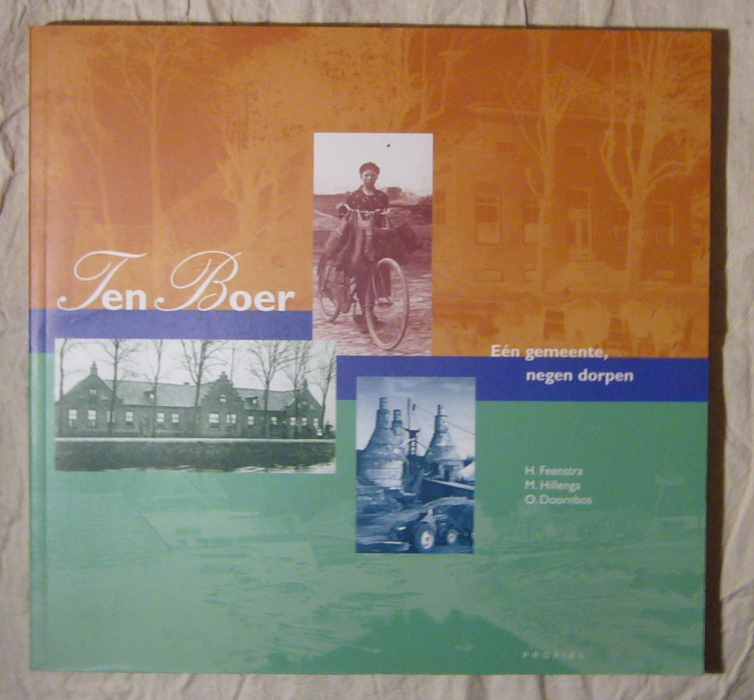 Ten Boer
Eén gemeente,
negen dorpen
H. Feenstra
M. Hillenga
O. Doornbos
PROFIEL